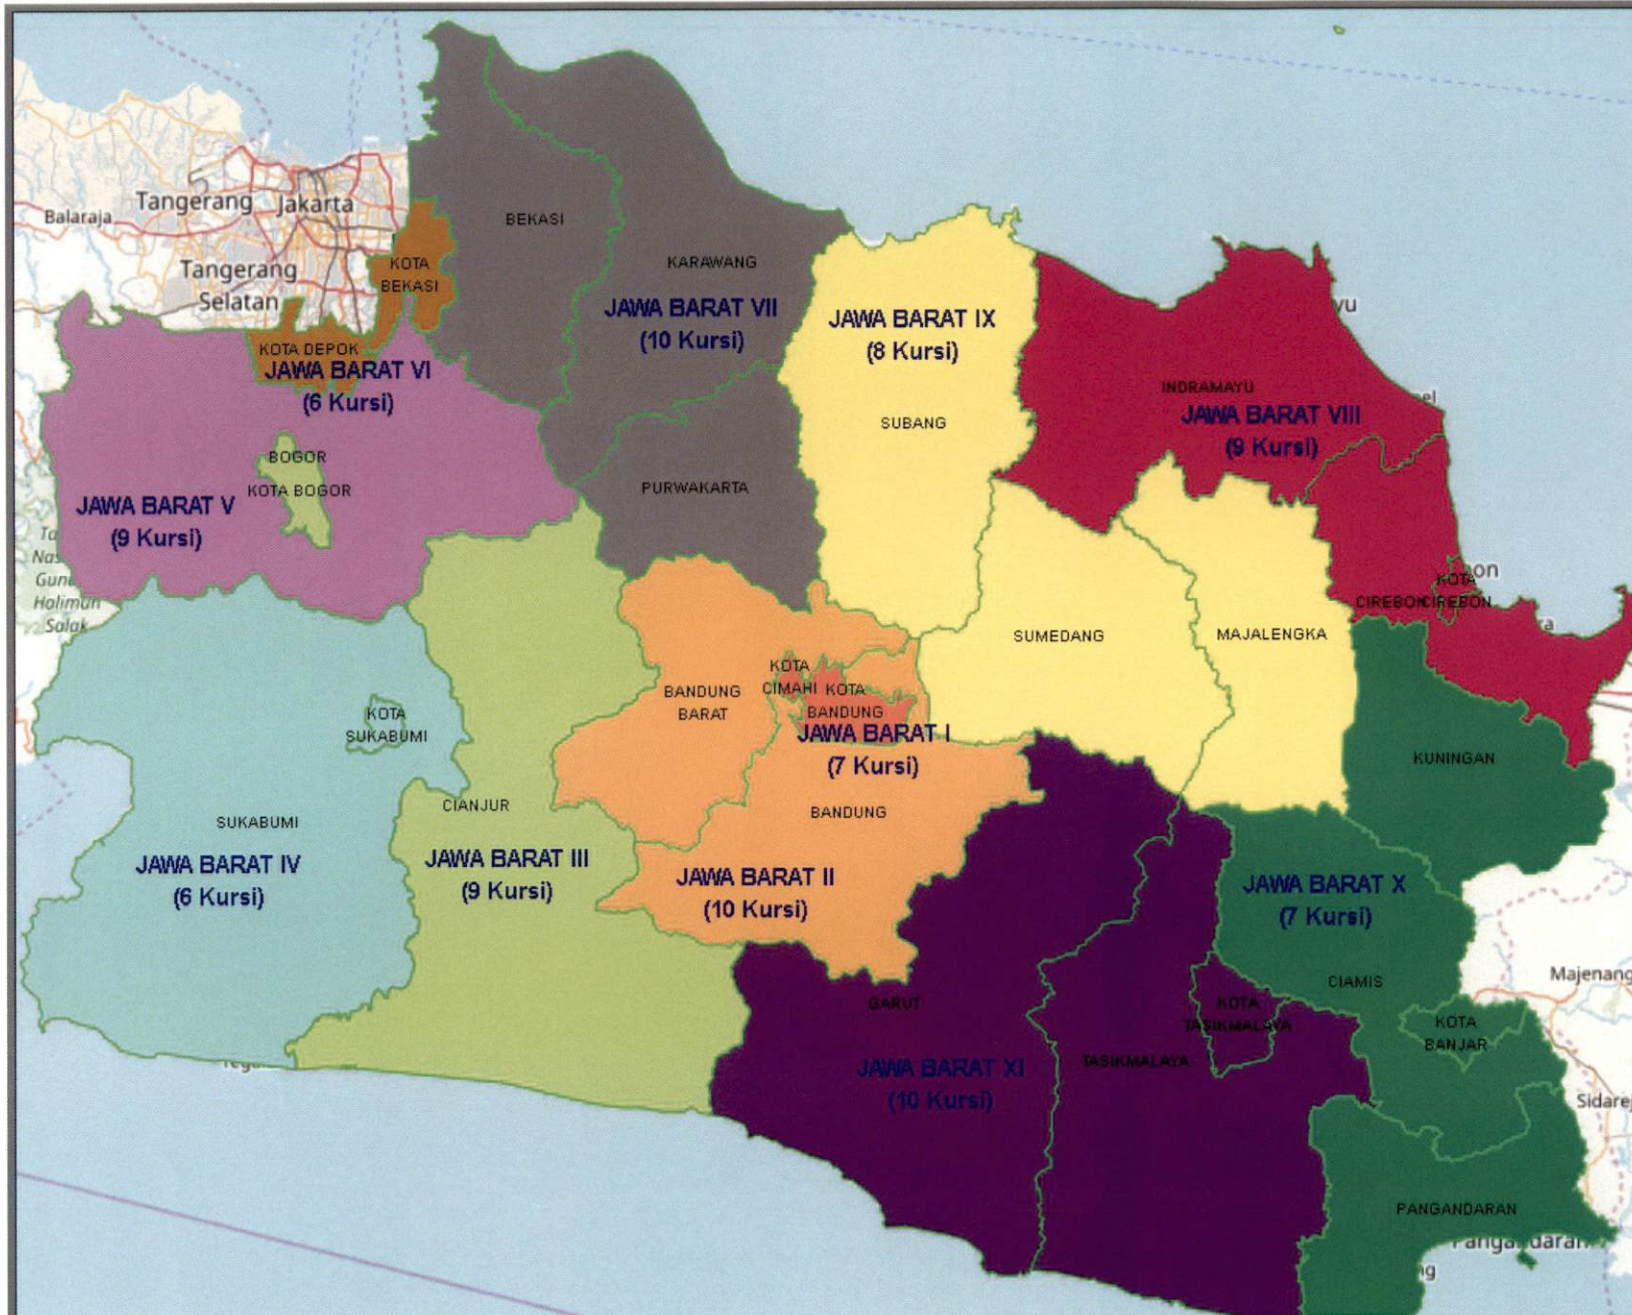 Tangerang
Jakarta
Balaraja
Tangerang
Selatan
BEKASI
KOTA
BEKASI
KARAWANG
JAWA BARAT VII
(10 Kursi)
JAWA BARAT IX
(8 Kursi)
SUBANG
KOTA DEPOK
JAWA BARAT VI
(6 Kursi)
INDRAMAYU
JAWA BARAT VIII
(9 Kursi)
BOGOR
KOTA BOGOR
JAWA BARAT V
(9 Kursi)
PURWAKARTA
Halimun
Salak
KOTA
CIREBON
CIREBON
SUMEDANG
MAJALENGKA
KOTA
CIMAHI
KOTA
BANDUNG
BANDUNG
BARAT
JAWA BARAT I
(7 Kursi)
KOTA
SUKABUMI
KUNINGAN
CIANJUR
BANDUNG
SUKABUMI
JAWA BARAT IV
(6 Kursi)
JAWA BARAT III
(9 Kursi)
JAWA BARAT II
(10 Kursi)
JAWA BARAT X
(7 Kursi)
CIAMIS
Majenang
GARUT
KOTA
TASIKMALAYA
KOTA
BANJAR
TASIKMALAYA
JAWA BARAT XI
(10 Kursi)
PANGANDARAN